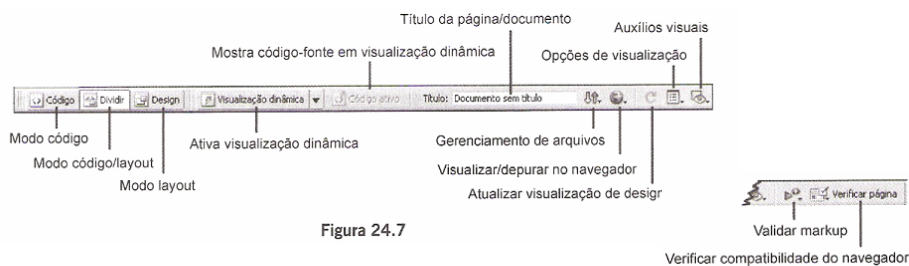 Título da página/documento
Auxílios visuais
Mostra código-fonte em visualização dinâmica
Opções de visualização
Código Dividir Design Visualização dinâmica Código ativo Título: Documento sem título
Modo código
Ativa visualização dinâmica
Gerenciamento de arquivos
Modo código/layout
Visualizar/depurar no navegador
Modo layout
Atualizar visualização de desigr
Verificar página
Figura 24.7
Validar markup
Verificar compatibilidade do navegador